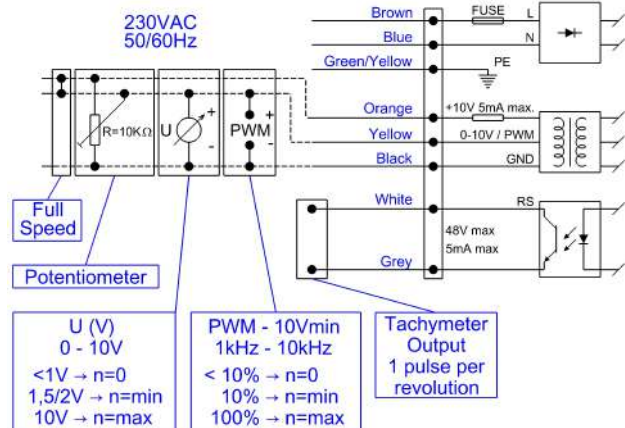 230VAC
50/60Hz
Brown
FUSE
L
Blue
N
Green/Yellow
PE
Orange
+10V 5mA max.
Yellow
0-10V / PWM
Black
GND
R=10KΩ
U
+
-
PWM
+
-
White
RS
48V max
5mA max
Grey
Full
Speed
Potentiometer
U (V)
0 - 10V
<1V → n=0
1,5/2V → n=min
10V → n=max
PWM - 10Vmin
1kHz - 10kHz
< 10% → n=0
10% → n=min
100% → n=max
Tachymeter
Output
1 pulse per
revolution